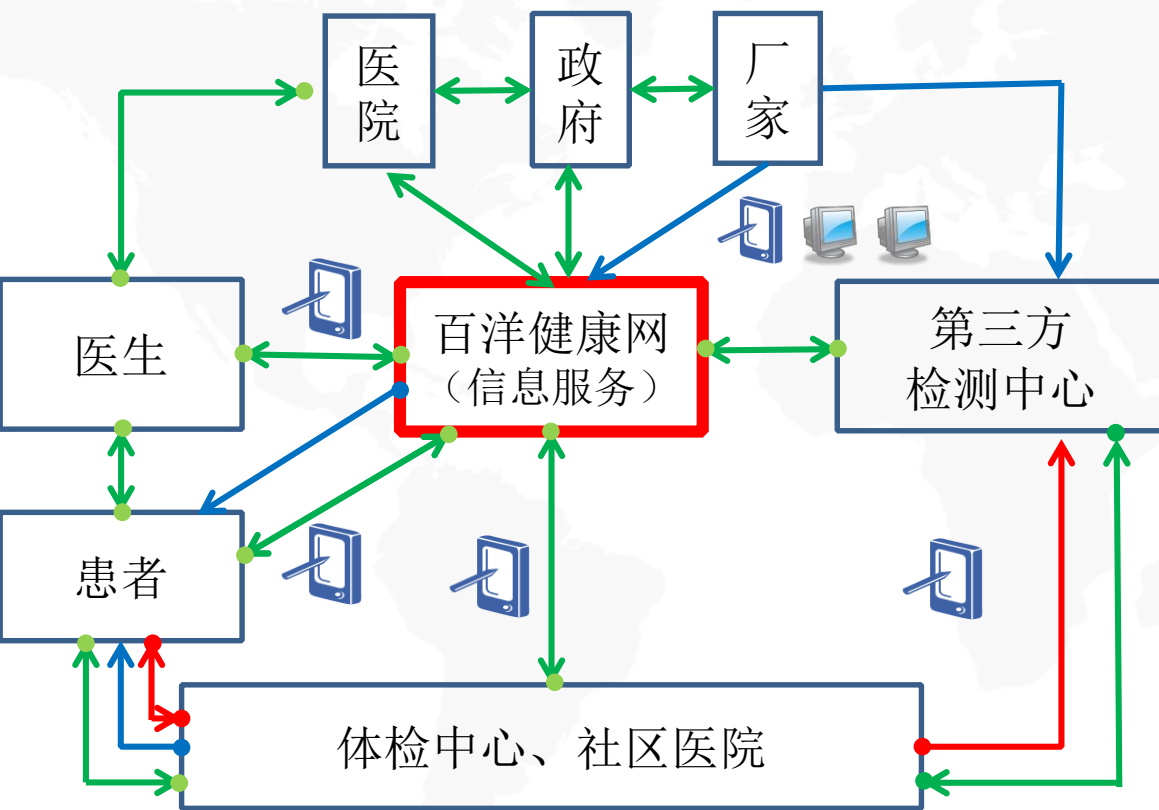 医院
政府
厂家
医生
百洋健康网
（信息服务）
第三方
检测中心
患者
体检中心、社区医院